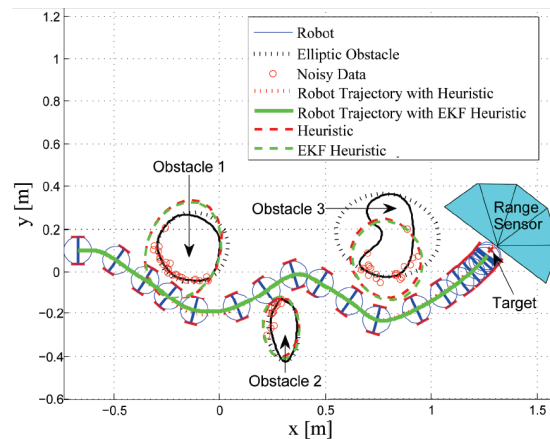 1.2
1
0.8
0.6
0.4
0.2
0
−0.2
−0.4
−0.6
y [m]
Robot
Elliptic Obstacle
Noisy Data
Robot Trajectory with Heuristic
Robot Trajectory with EKF Heuristic
Heuristic
EKF Heuristic
Obstacle 1
Obstacle 3
Range
Sensor
Target
Obstacle 2
−0.5
0
0.5
1
1.5
x [m]